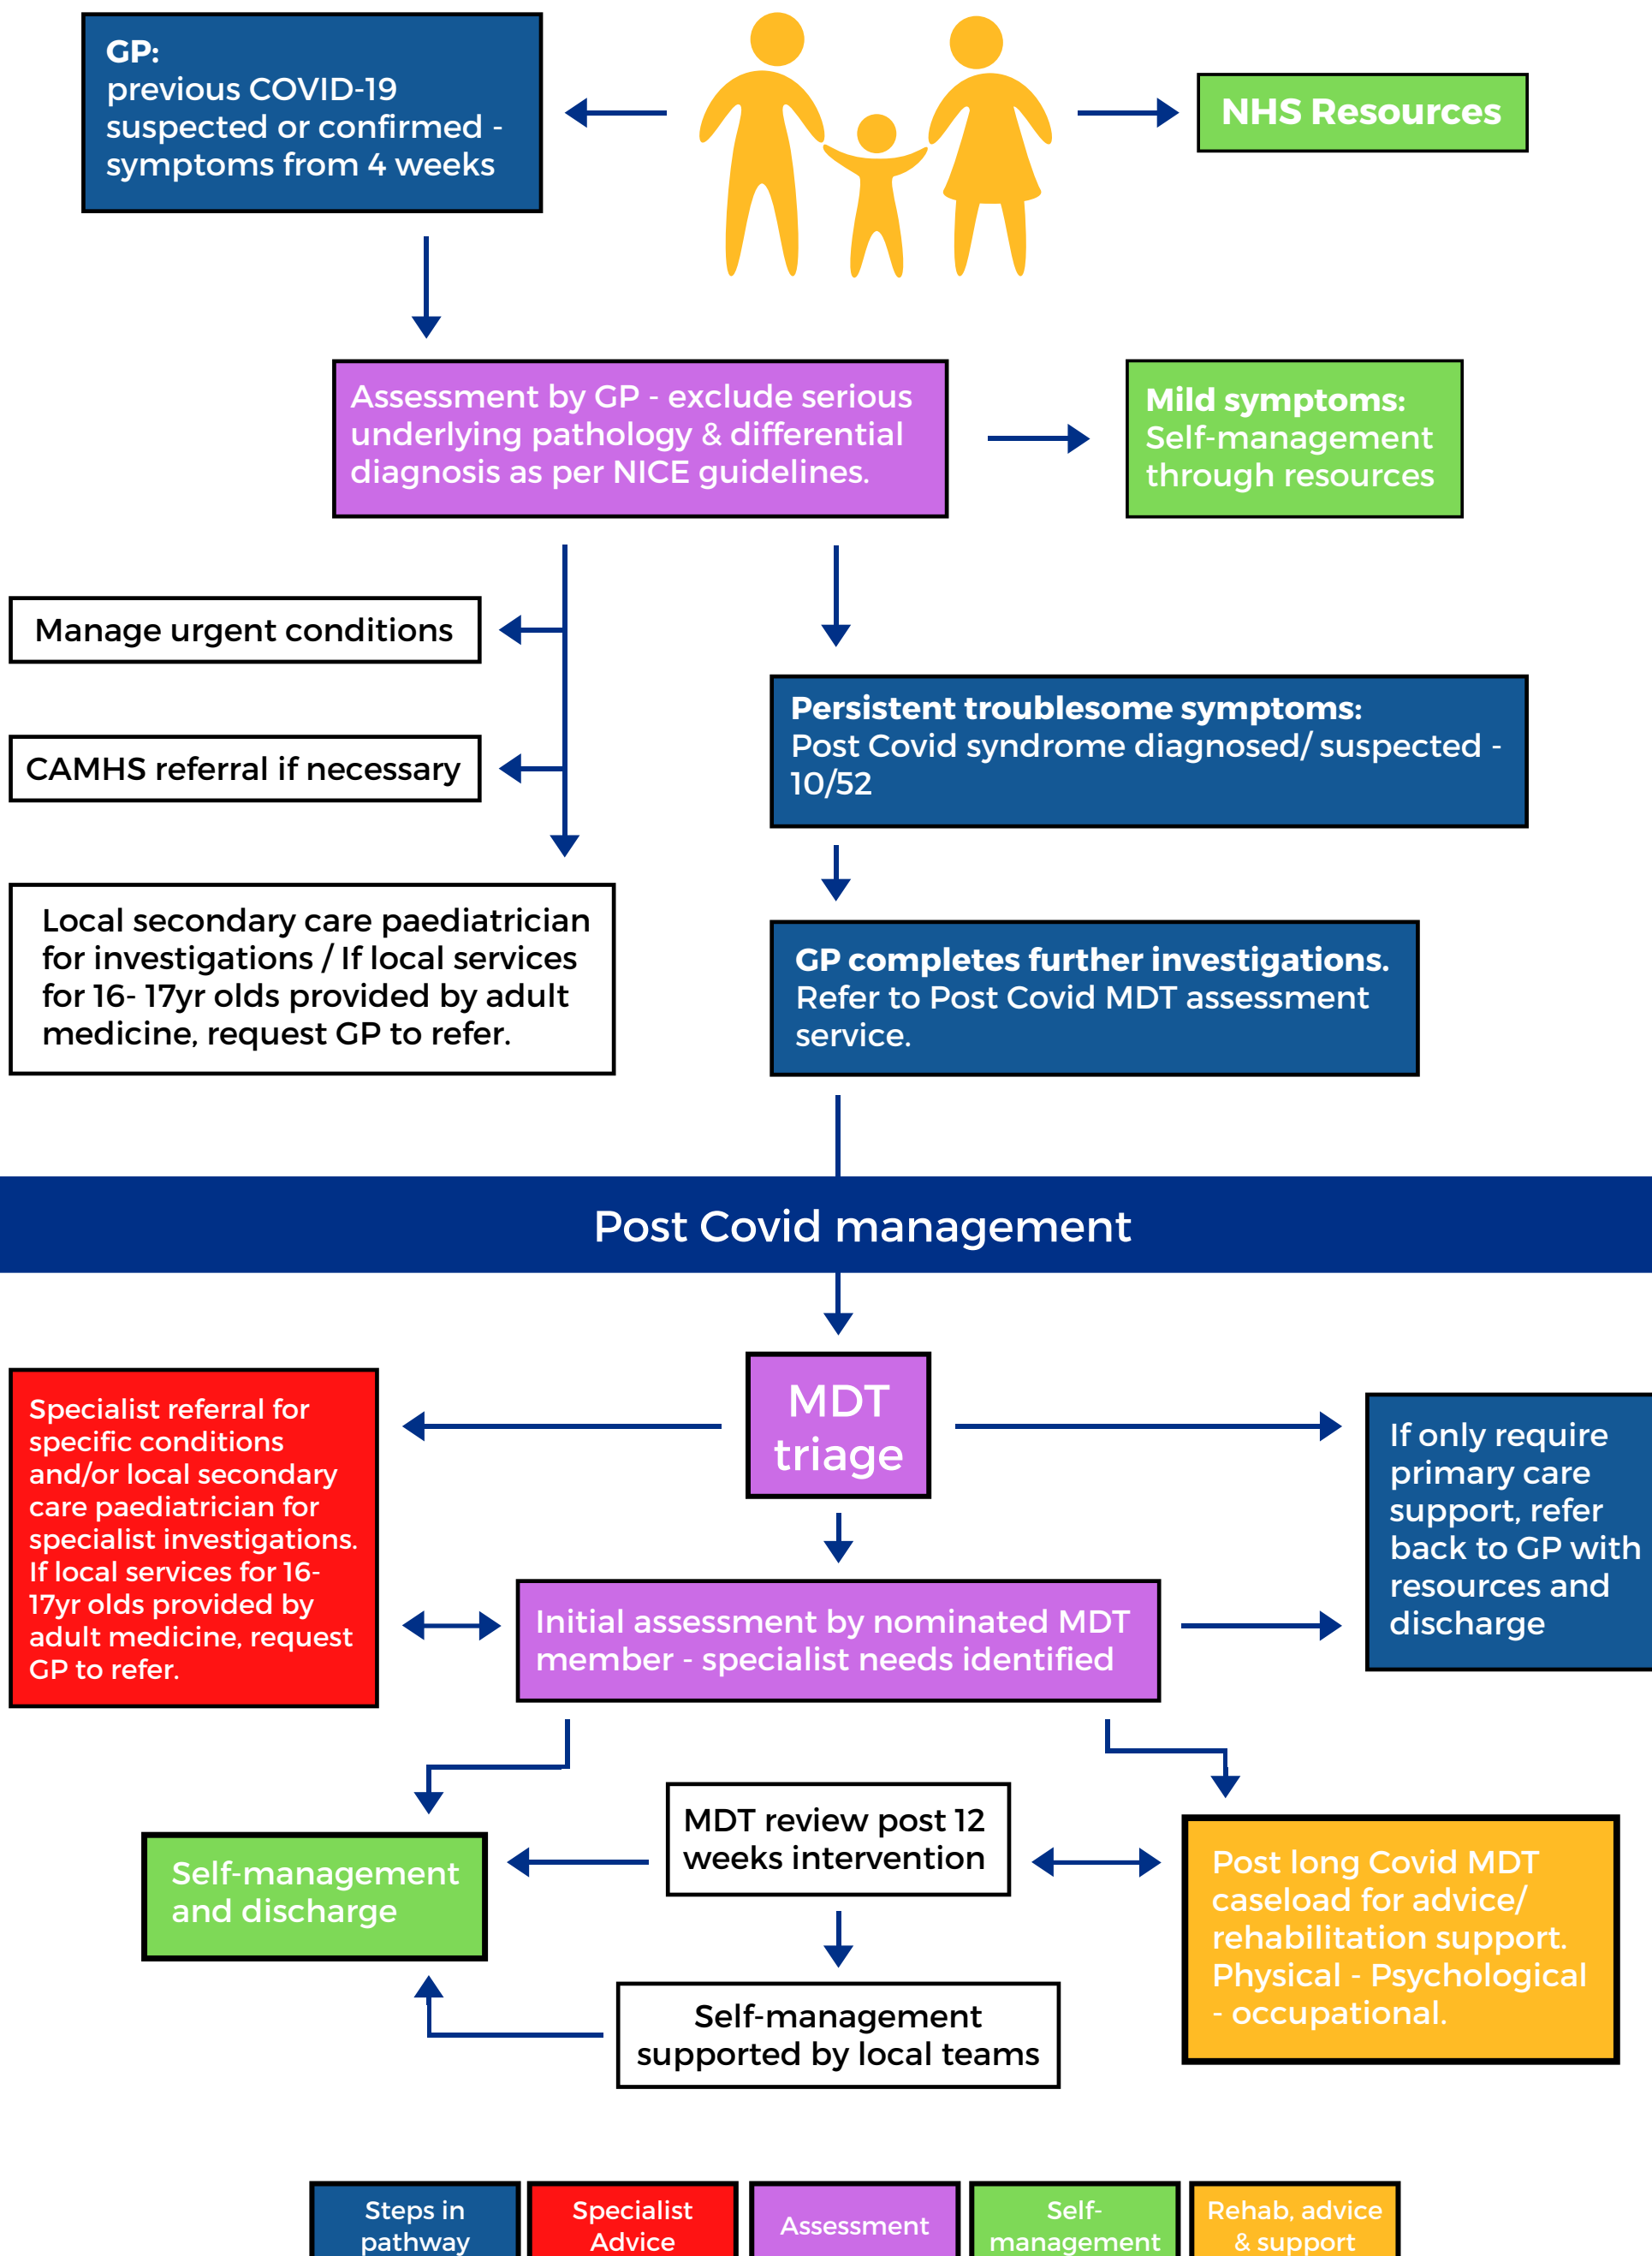 GP:
previous COVID-19
suspected or confirmed -
symptoms from 4 weeks
NHS Resources
Assessment by GP - exclude serious
underlying pathology & differential
diagnosis as per NICE guidelines.
Mild symptoms:
Self-management
through resources
Manage urgent conditions
CAMHS referral if necessary
Local secondary care paediatrician
for investigations / If local services
for 16- 17yr olds provided by adult
medicine, request GP to refer.
Persistent troublesome symptoms:
Post Covid syndrome diagnosed/ suspected -
10/52
GP completes further investigations.
Refer to Post Covid MDT assessment
service.
Post Covid management
MDT
triage
Specialist referral for
specific conditions
and/or local secondary
care paediatrician for
specialist investigations.
If local services for 16-
17yr olds provided by
adult medicine, request
GP to refer.
If only require
primary care
support, refer
back to GP with
resources and
discharge
Initial assessment by nominated MDT
member - specialist needs identified
MDT review post 12
weeks intervention
Self-management
and discharge
Post long Covid MDT
caseload for advice/
rehabilitation support.
Physical - Psychological
- occupational.
Self-management
supported by local teams
Steps in
pathway
Specialist
Advice
Assessment
Self-
management
Rehab, advice
& support